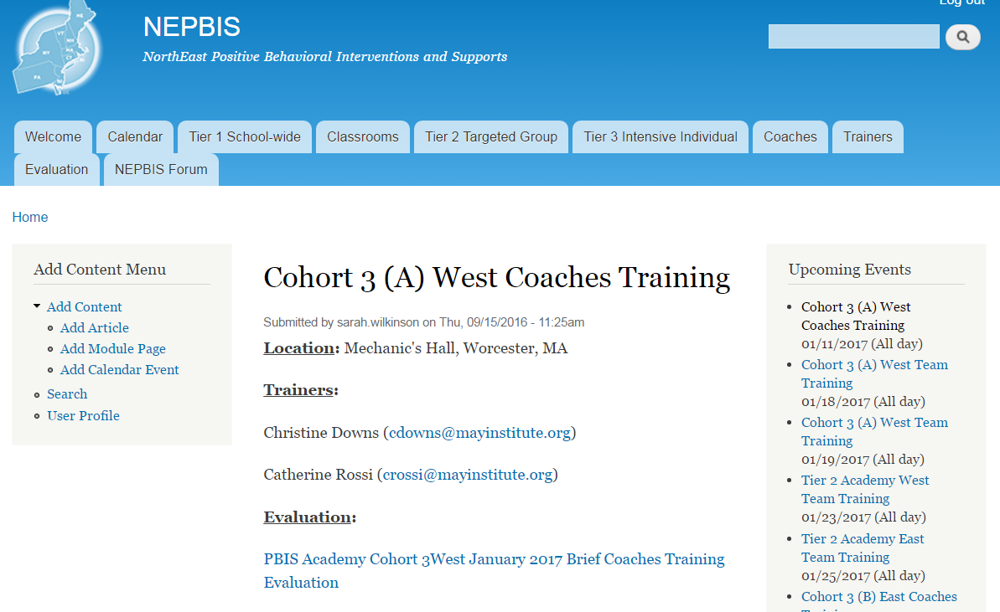 Log out
NEPBIS
NorthEast Positive Behavioral Interventions and Supports
ME
VT
NH
NY
MA
CT
PA
Welcome
Calendar
Tier 1 School-wide
Classrooms
Tier 2 Targeted Group
Tier 3 Intensive Individual
Coaches
Trainers
Evaluation
NEPBIS Forum
Home
Add Content Menu
Add Content
Add Article
Add Module Page
Add Calendar Event
Search
User Profile
Cohort 3 (A) West Coaches Training
Submitted by sarah.wilkinson on Thu, 09/15/2016 - 11:25am
Location: Mechanic's Hall, Worcester, MA
Trainers:
Christine Downs (cdowns@mayinstitute.org)
Catherine Rossi (crossi@mayinstitute.org)
Evaluation:
PBIS Academy Cohort 3West January 2017 Brief Coaches Training
Evaluation
Upcoming Events
Cohort 3 (A) West
Coaches Training
01/11/2017 (All day)
Cohort 3 (A) West Team
Training
01/18/2017 (All day)
Cohort 3 (A) West Team
Training
01/19/2017 (All day)
Tier 2 Academy West
Team Training
01/23/2017 (All day)
Tier 2 Academy East
Team Training
01/25/2017 (All day)
Cohort 3 (B) East Coaches